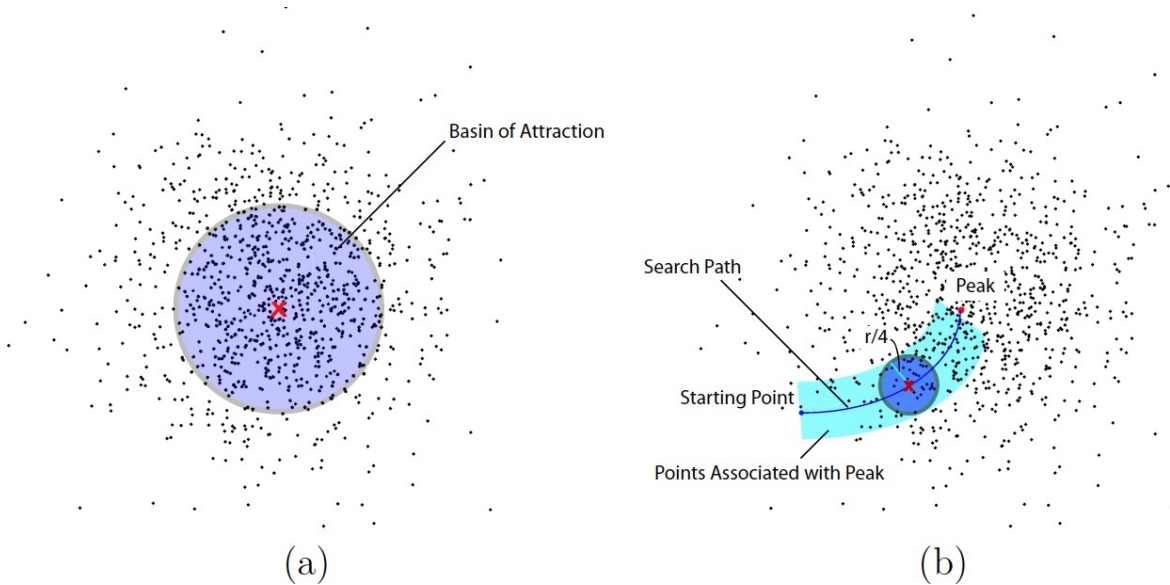 Basin of Attraction
Search Path
Peak
r/4
Starting Point
Points Associated with Peak
(a)
(b)